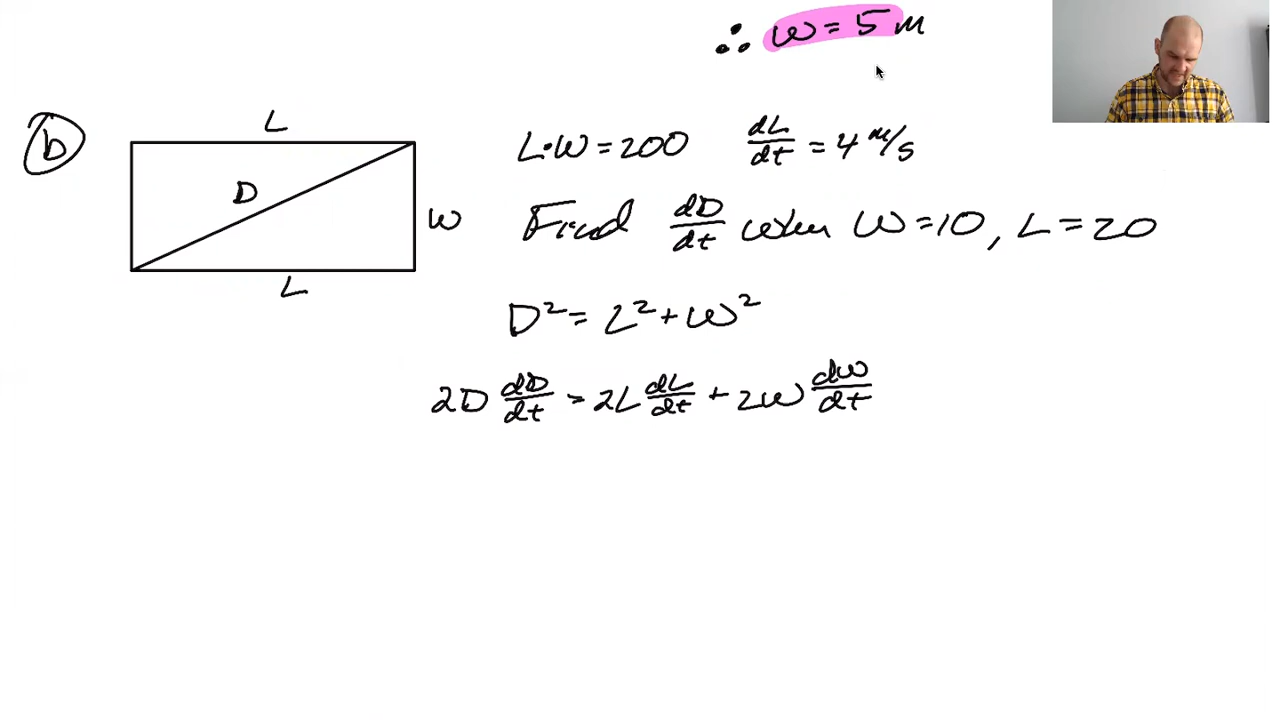 ∴ W = 5 m
b
L
L·W = 200 dL/dt = 4 m/s
D
W
Find dD/dt when W = 10, L = 20
L
D² = L² + W²
2D dD/dt = 2L dL/dt + 2W dW/dt